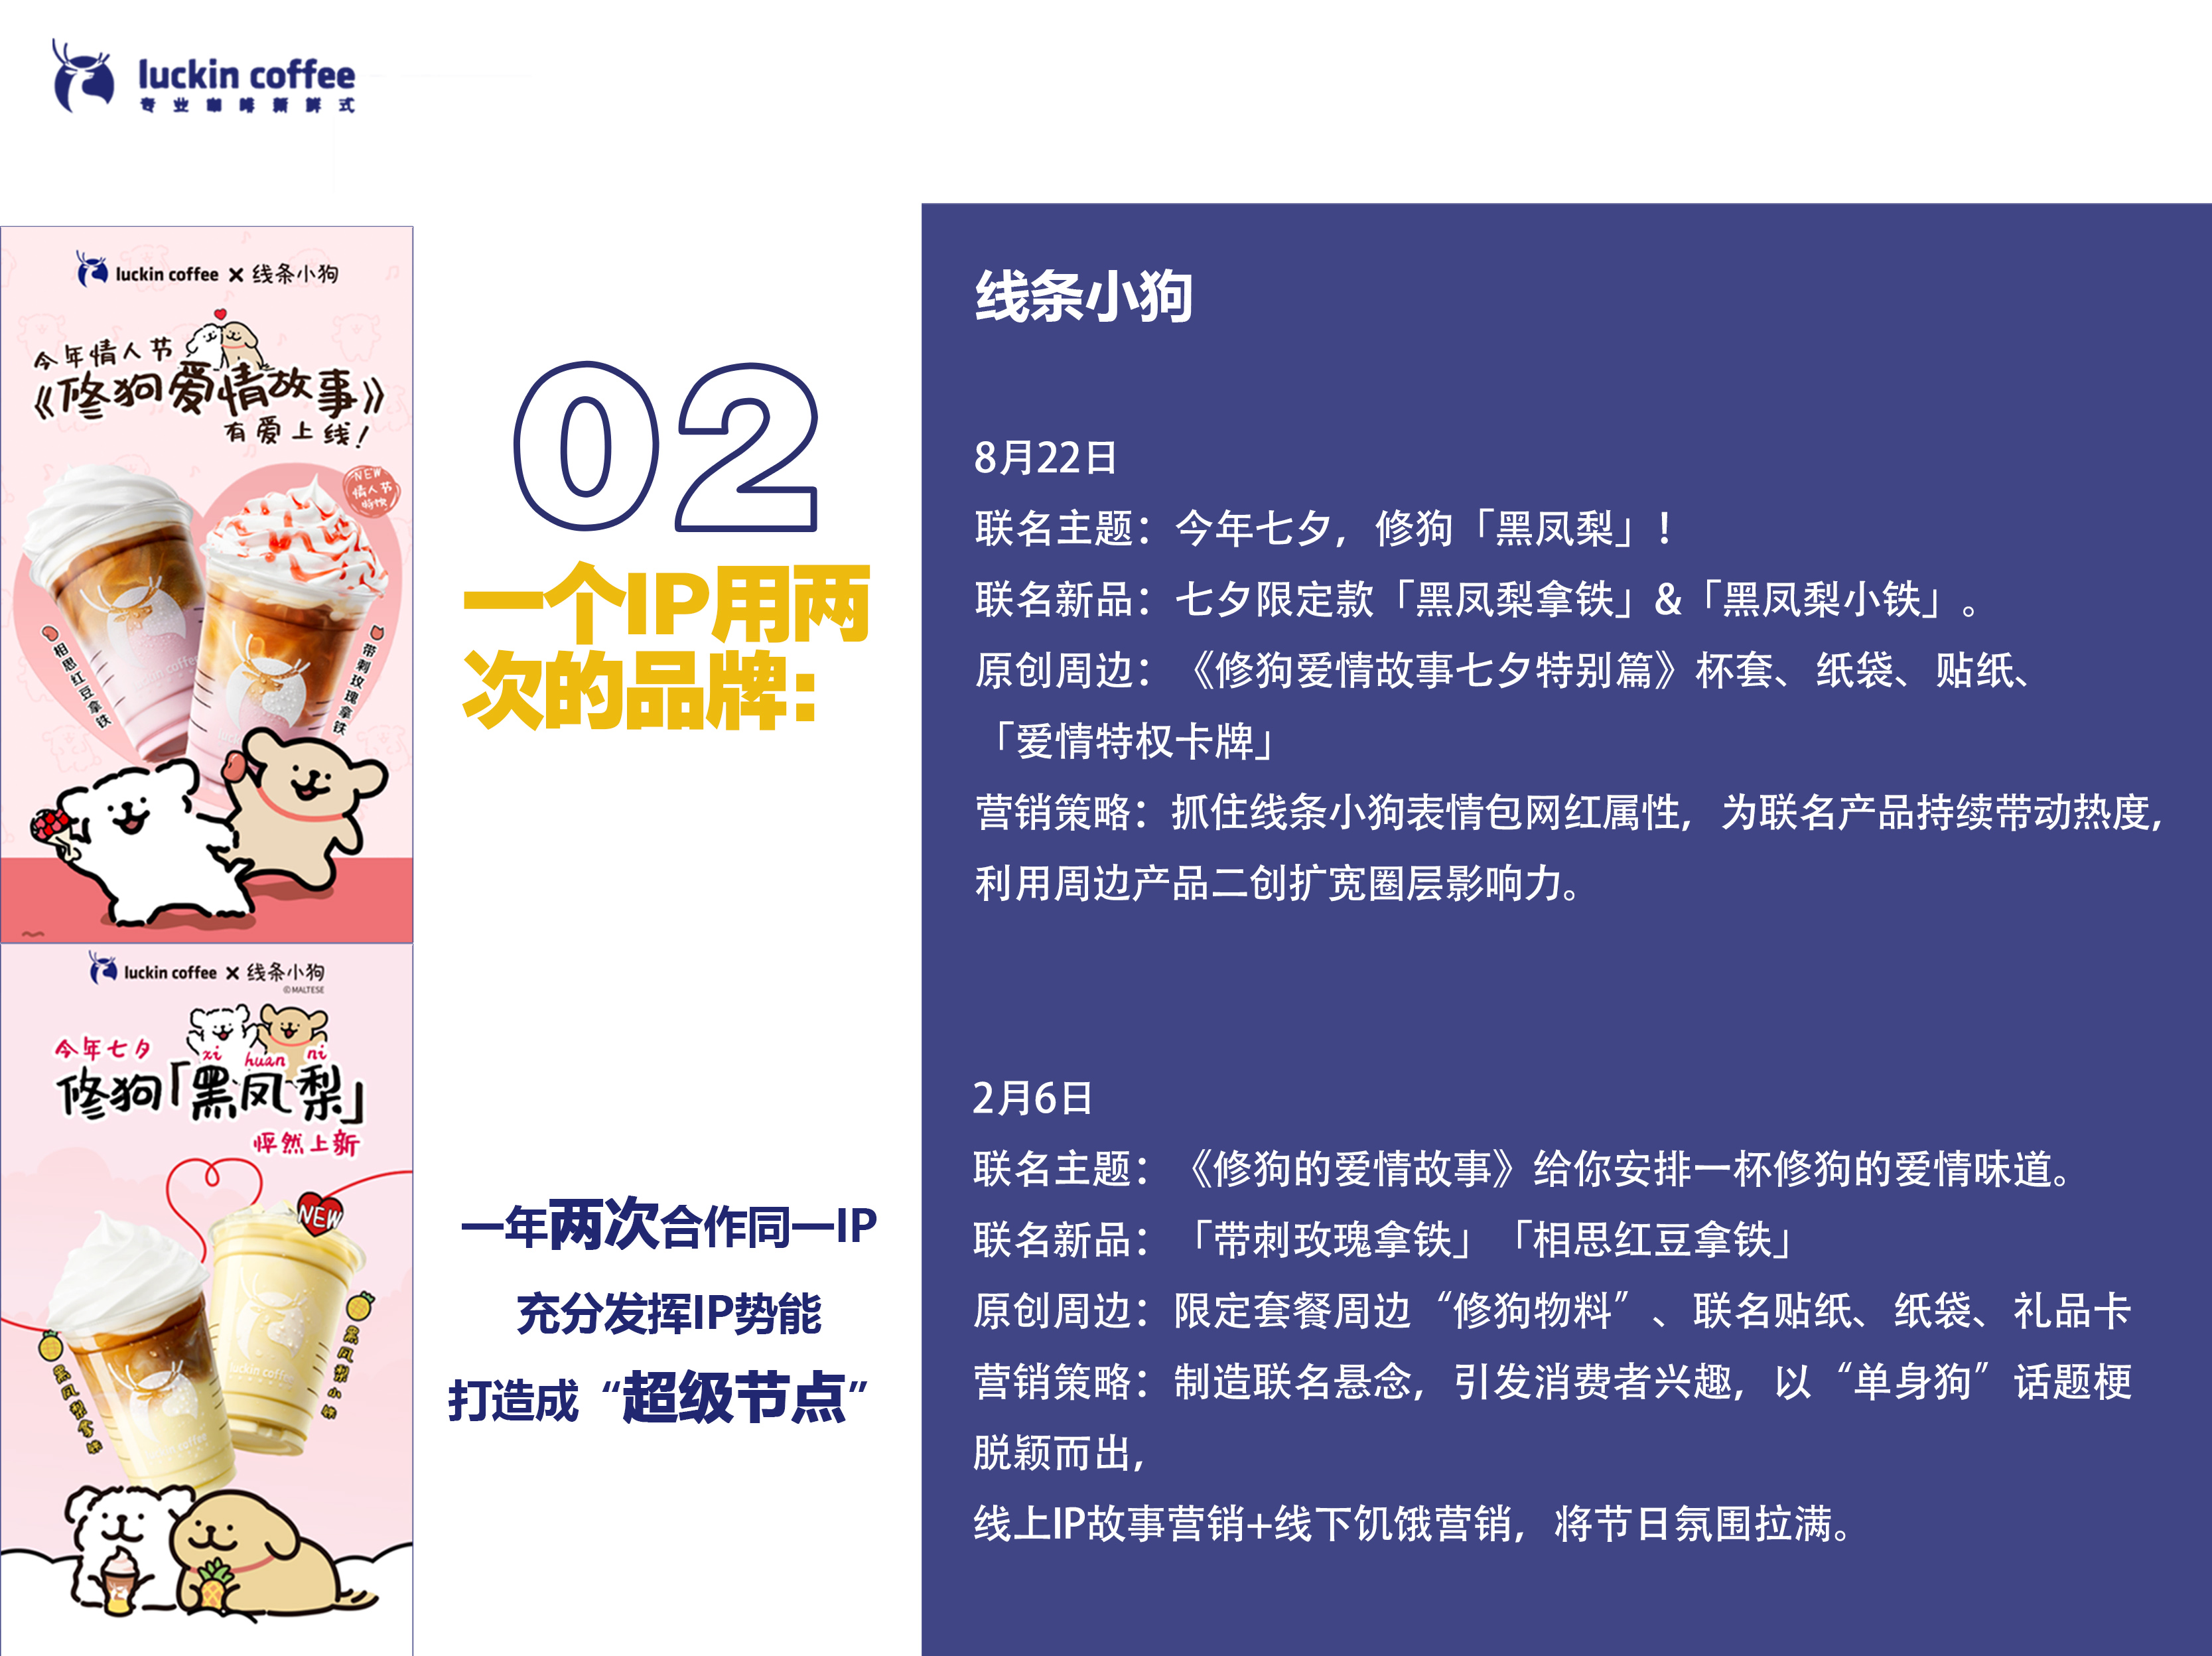 luckin coffee
专业咖啡新鲜式
luckin coffee × 线条小狗
今年情人节
《修狗爱情故事》
有爱上线!
NEW
情人节
畅饮
相思红豆拿铁
带刺玫瑰拿铁
luckin coffee × 线条小狗
©MALTESE
今年七夕
xi huan ni
修狗「黑凤梨」
怦然上新
NEW
黑凤梨拿铁
黑凤梨小铁
luckin coffee
luckin coffee
02
一个IP用两
次的品牌:
一年两次合作同一IP
充分发挥IP势能
打造成“超级节点”
线条小狗
8月22日
联名主题：今年七夕，修狗「黑凤梨」！
联名新品：七夕限定款「黑凤梨拿铁」&「黑凤梨小铁」。
原创周边：《修狗爱情故事七夕特别篇》杯套、纸袋、贴纸、
「爱情特权卡牌」
营销策略：抓住线条小狗表情包网红属性，为联名产品持续带动热度，
利用周边产品二创扩宽圈层影响力。
2月6日
联名主题：《修狗的爱情故事》给你安排一杯修狗的爱情味道。
联名新品：「带刺玫瑰拿铁」「相思红豆拿铁」
原创周边：限定套餐周边“修狗物料”、联名贴纸、纸袋、礼品卡
营销策略：制造联名悬念，引发消费者兴趣，以“单身狗”话题梗
脱颖而出，
线上IP故事营销+线下饥饿营销，将节日氛围拉满。